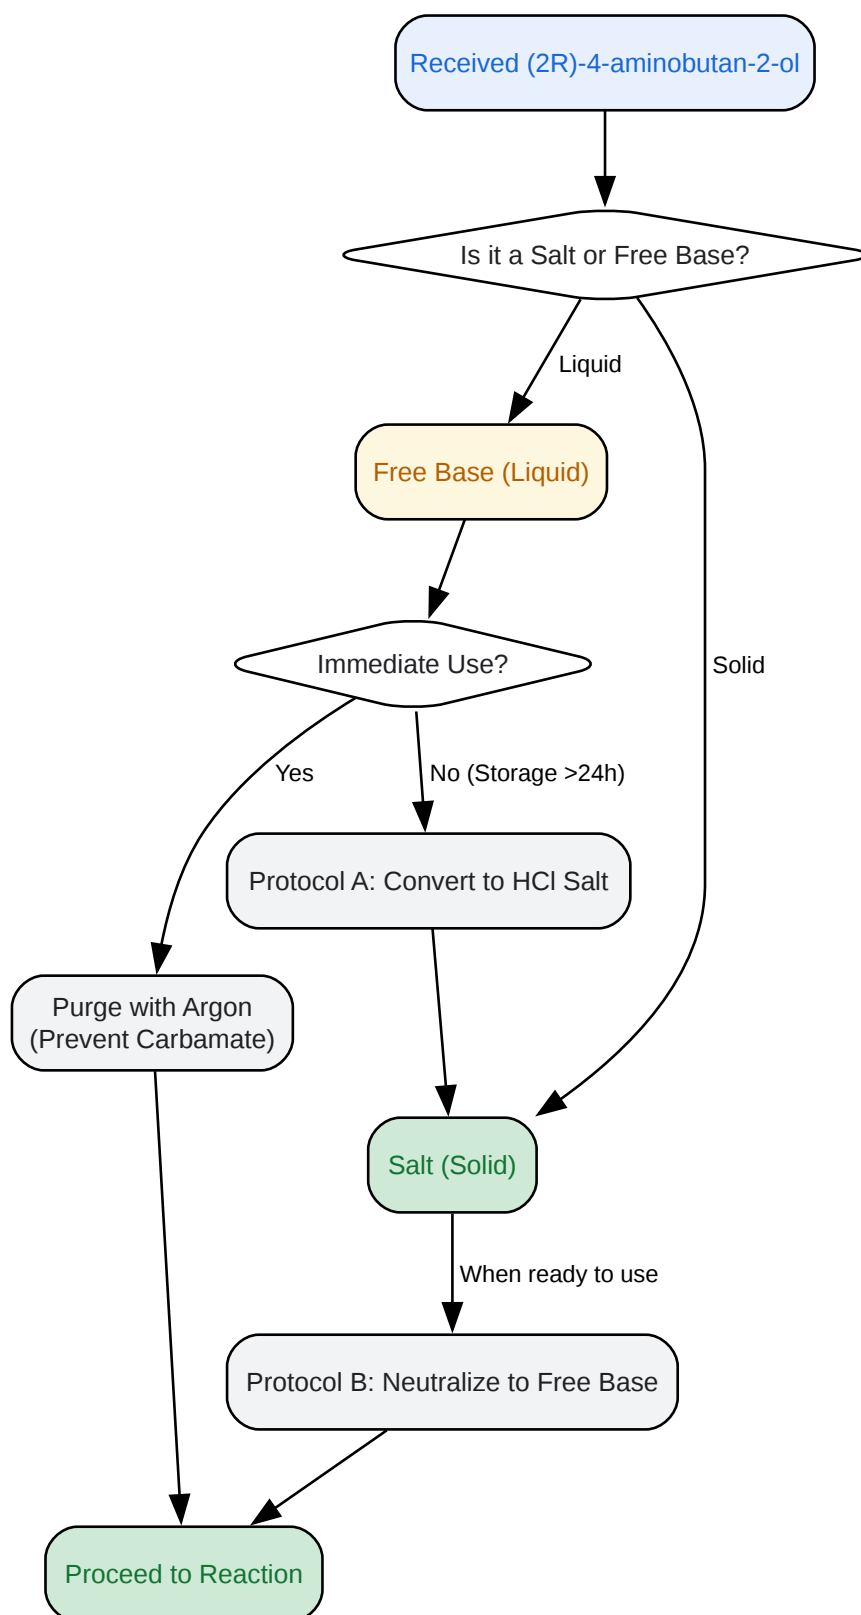 Received (2R)-4-aminobutan-2-ol
Is it a Salt or Free Base?
Liquid
Free Base (Liquid)
Immediate Use?
Solid
Yes
No (Storage >24h)
Protocol A: Convert to HCl Salt
Purge with Argon
(Prevent Carbamate)
Salt (Solid)
When ready to use
Protocol B: Neutralize to Free Base
Proceed to Reaction